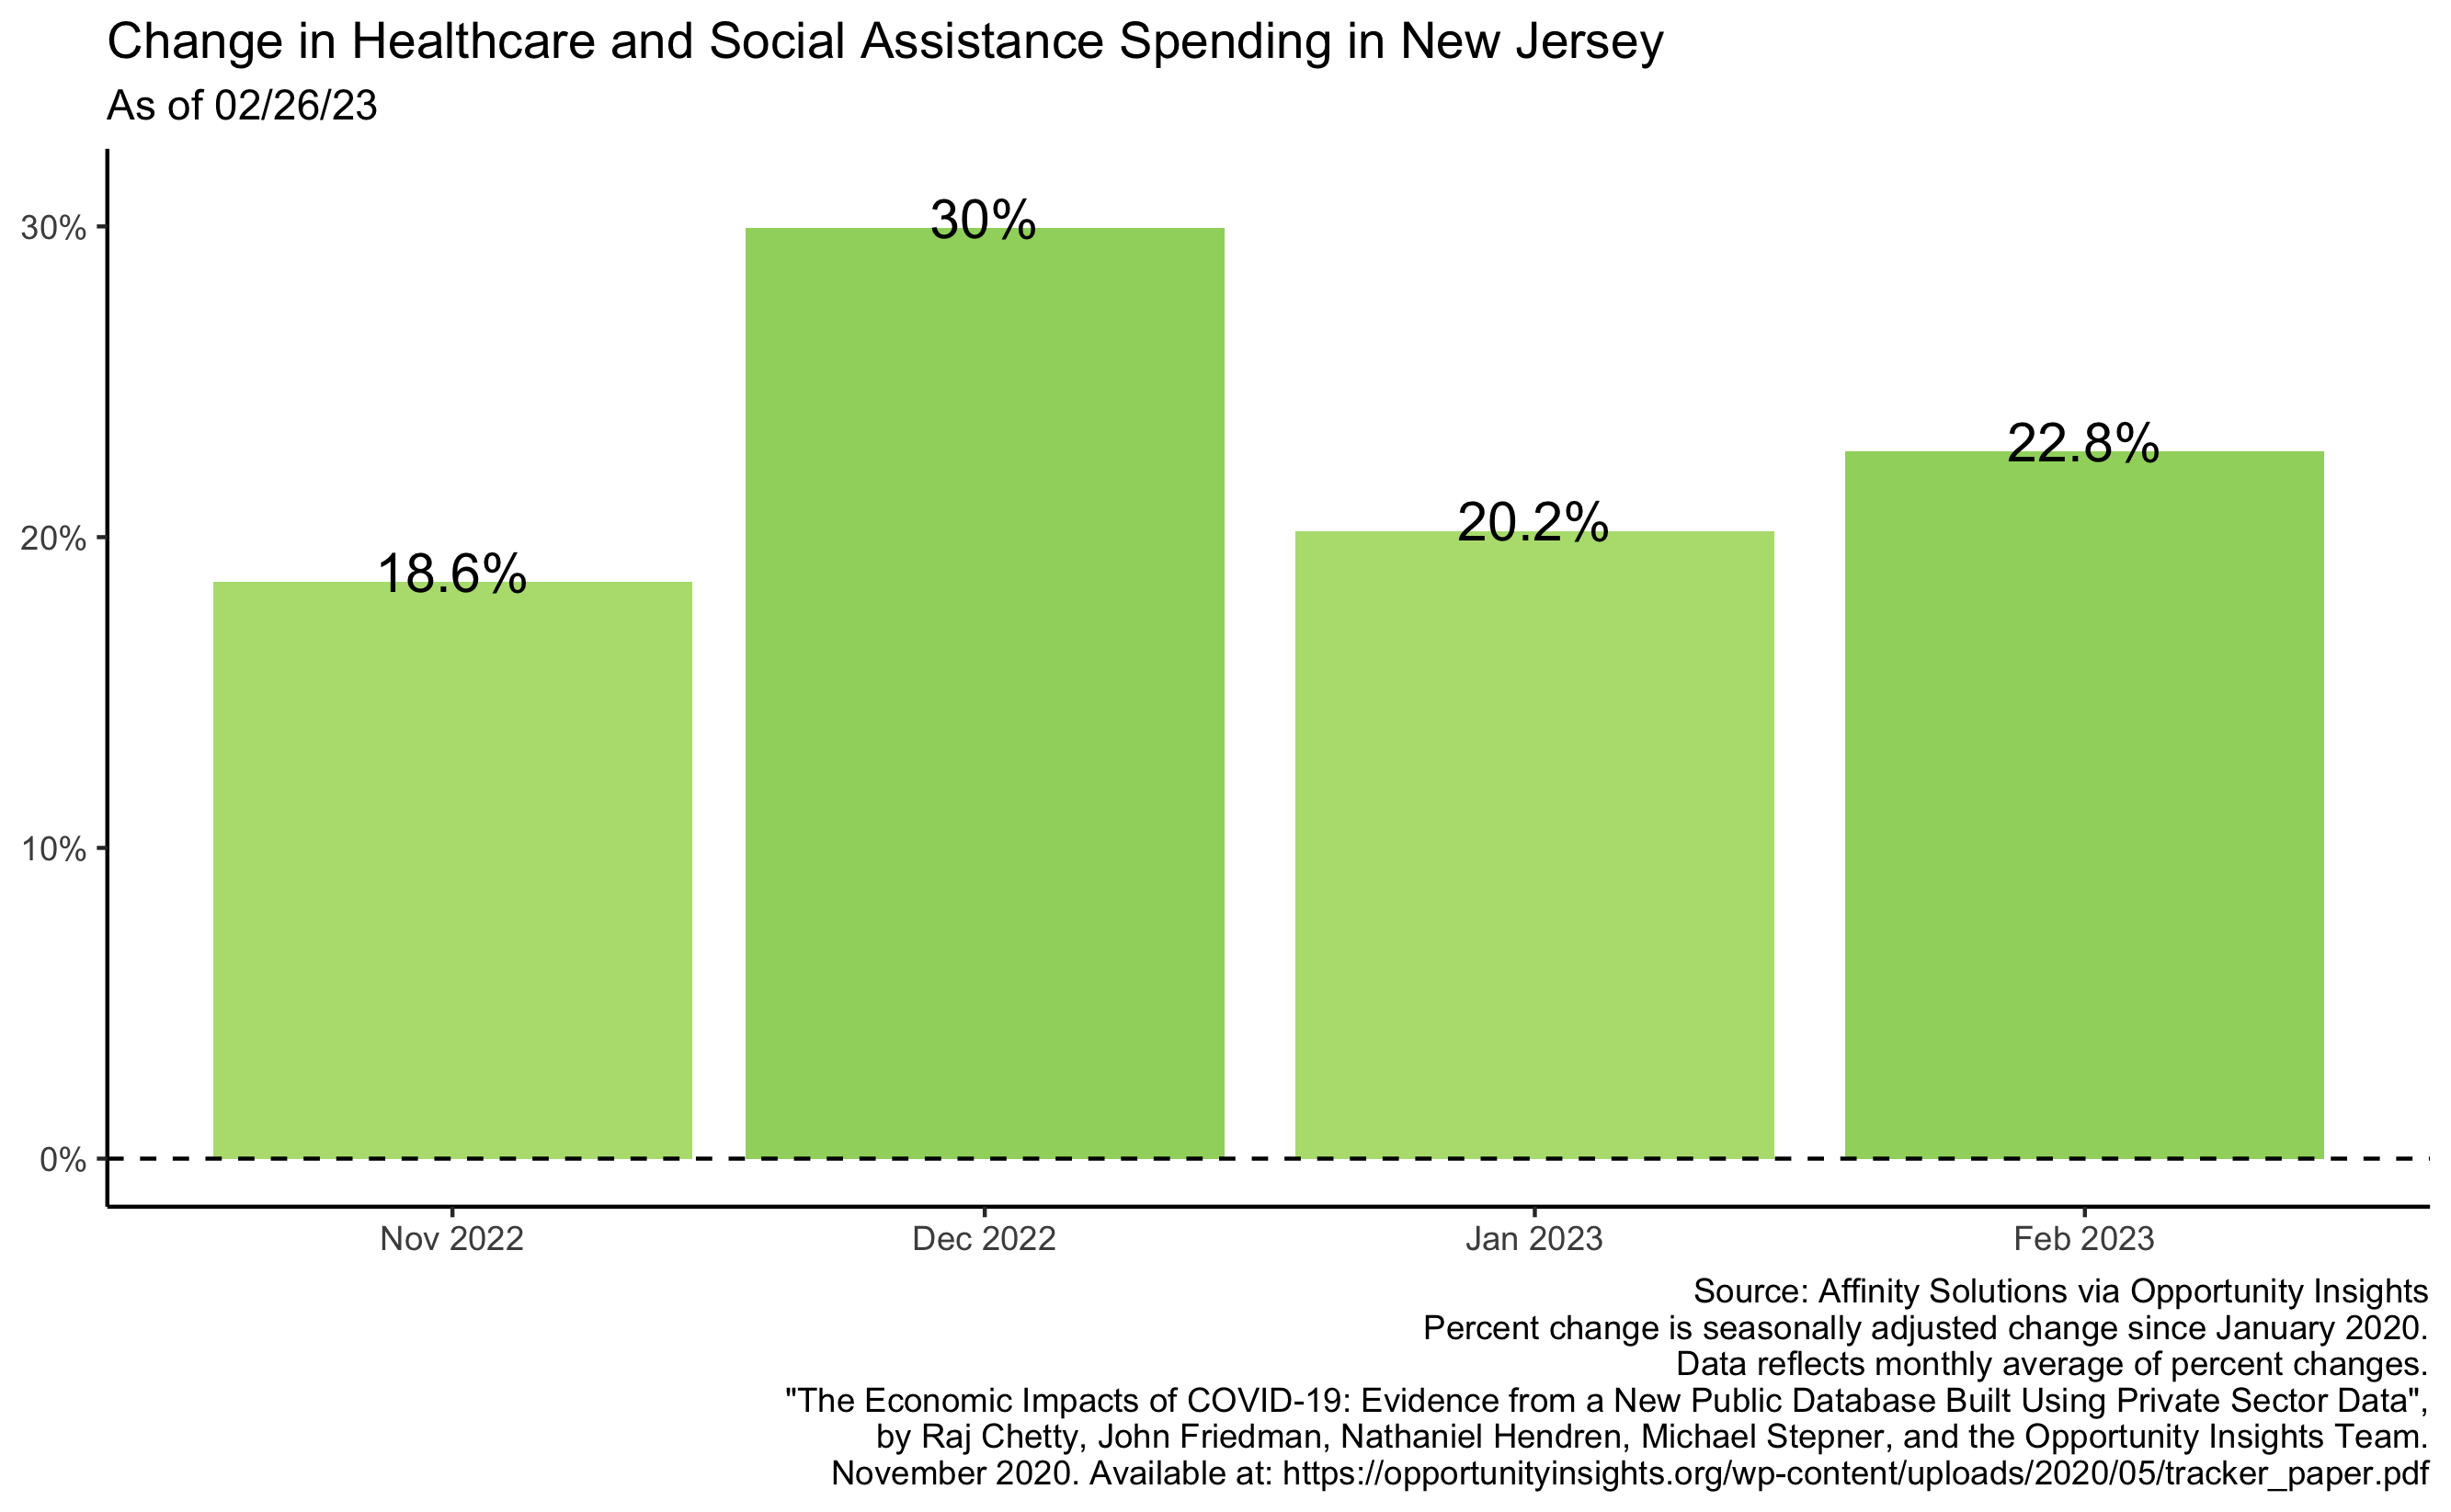 Change in Healthcare and Social Assistance Spending in New Jersey
As of 02/26/23
30%
20%
10%
0%
18.6%
30%
20.2%
22.8%
Nov 2022
Dec 2022
Jan 2023
Feb 2023
Source: Affinity Solutions via Opportunity Insights
Percent change is seasonally adjusted change since January 2020.
Data reflects monthly average of percent changes.
"The Economic Impacts of COVID-19: Evidence from a New Public Database Built Using Private Sector Data",
by Raj Chetty, John Friedman, Nathaniel Hendren, Michael Stepner, and the Opportunity Insights Team.
November 2020. Available at: https://opportunityinsights.org/wp-content/uploads/2020/05/tracker_paper.pdf